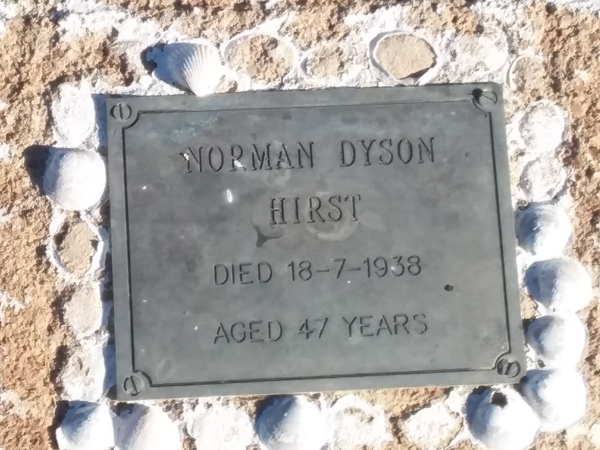 NORMAN DYSON
HIRST
DIED 18-7-1938
AGED 47 YEARS